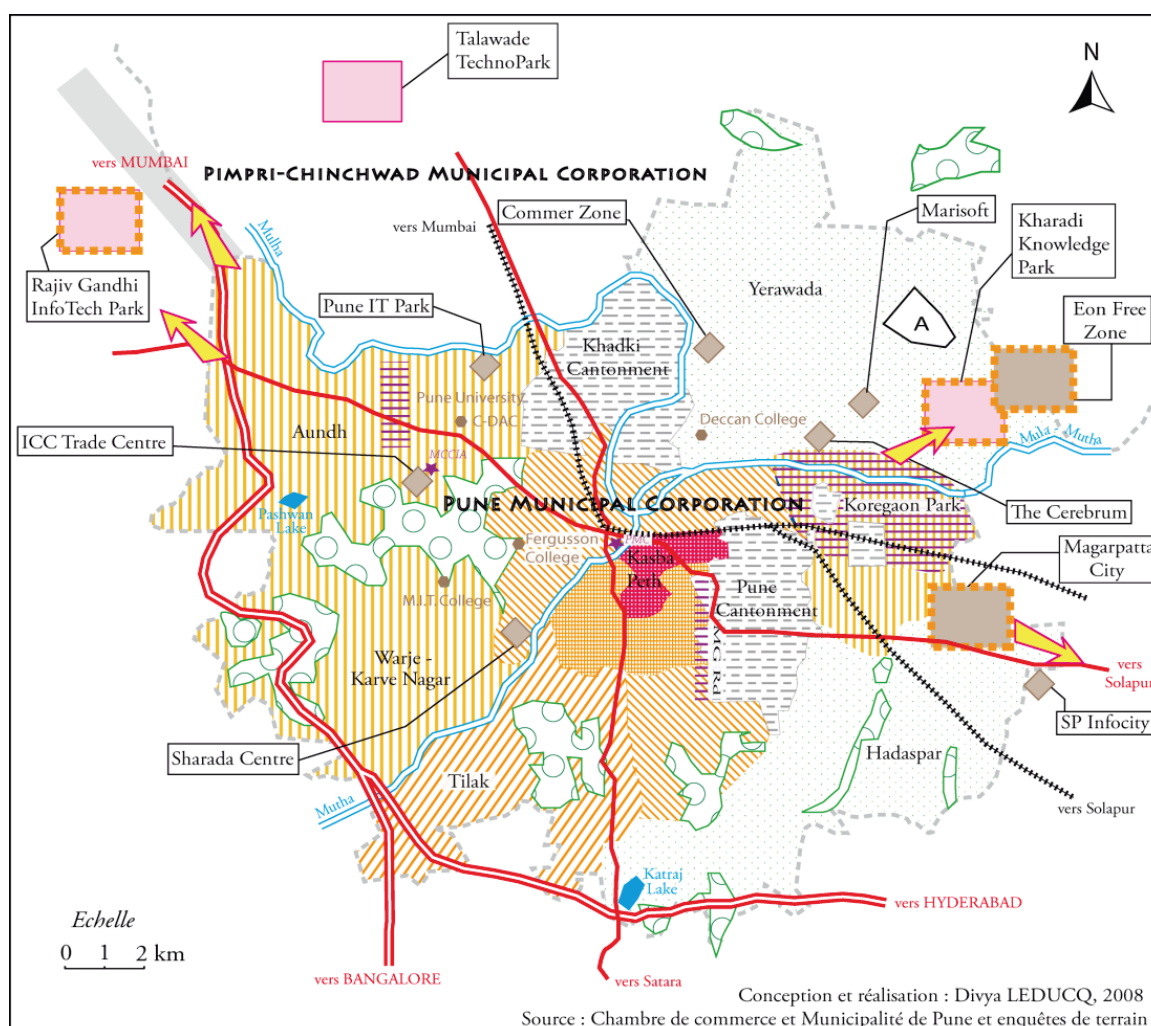 Talawade
TechnoPark
N
vers MUMBAI
PIMPRI-CHINCHWAD MUNICIPAL CORPORATION
Commer Zone
Marisoft
Kharadi
Knowledge
Park
vers Mumbai
Mulha
Rajiv Gandhi
InfoTech Park
Pune IT Park
Yerawada
Eon Free
Zone
A
Khadki
Cantonment
Pune University
C-DAC
Deccan College
ICC Trade Centre
Aundh
MCCIA
Mula - Mutha
PUNE MUNICIPAL CORPORATION
Koregaon Park
The Cerebrum
Pashwan
Lake
Fergusson
College
PMC
Kasba
Peth
Magarpatta
City
M.I.T. College
Pune
Cantonment
MG Rd
Warje -
Karve Nagar
vers
Solapur
SP Infocity
Sharada Centre
Hadaspar
Tilak
Mutha
vers Solapur
Katraj
Lake
vers HYDERABAD
Echelle
0 1 2 km
vers BANGALORE
vers Satara
Conception et réalisation : Divya LEDUCQ, 2008
Source : Chambre de commerce et Municipalité de Pune et enquêtes de terrain